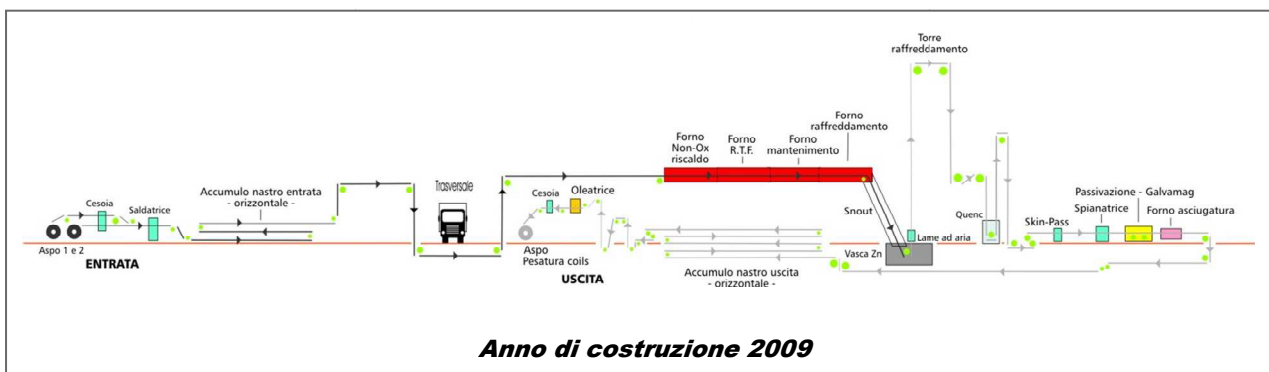 Torre
raffreddamento
Forno
raffreddamento
Forno
Non-Ox
riscaldo
Forno
R.T.F.
Forno
mantenimento
Accumulo nastro entrata
- orizzontale -
Trasversale
Cesoia
Oleatrice
Passivazione - Galvamag
Cesoia
Saldatrice
Snout
Quenc
Spianatrice
Skin-Pass
Forno asciugatura
Aspo 1 e 2
ENTRATA
Aspo
Pesatura coils
USCITA
Lame ad aria
Vasca Zn
Accumulo nastro uscita
- orizzontale -
Anno di costruzione 2009